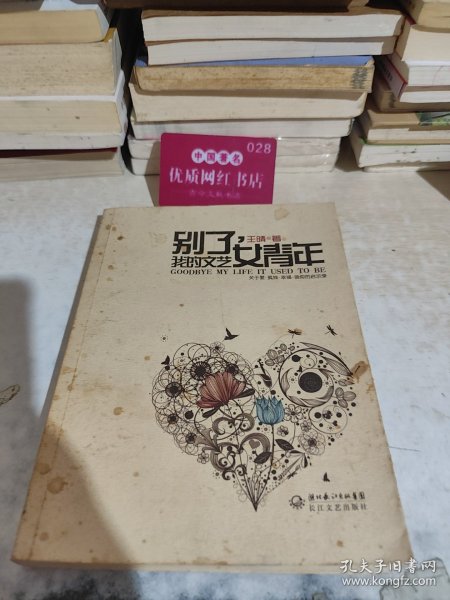 028
中国著名
优质网红书店
别了,
王晴 著
我的文艺女青年
GOODBYE MY LIFE IT USED TO BE
长江文艺出版社
孔夫子旧书网
www.kongfz.com